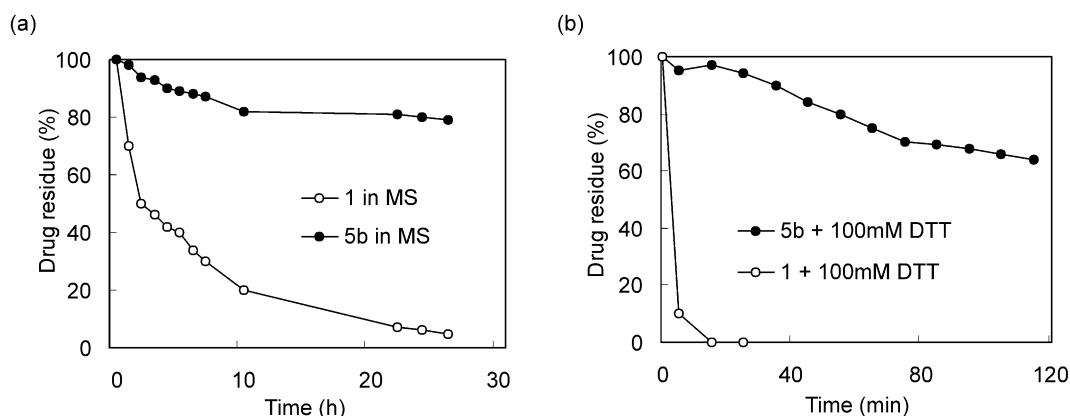 (a)
Drug residue (%)
100
80
60
40
20
0
1 in MS
5b in MS
0 10 20 30
Time (h)
(b)
Drug residue (%)
100
80
60
40
20
0
5b + 100mM DTT
1 + 100mM DTT
0 40 80 120
Time (min)